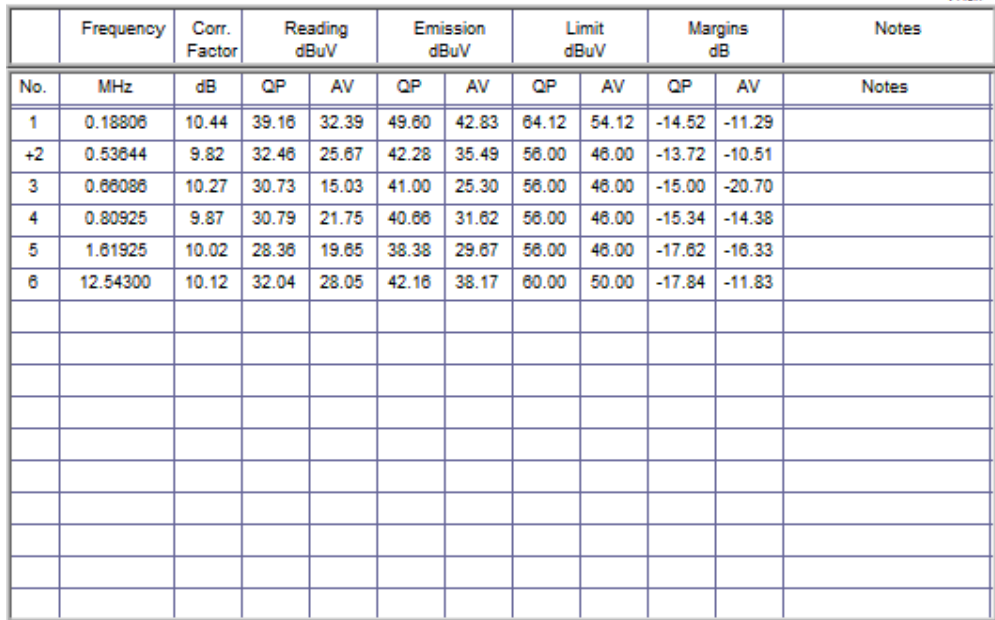 Frequency Corr. Factor Reading dBuV Emission dBuV Limit dBuV Margins dB Notes
No. MHz dB QP AV QP AV QP AV QP AV Notes
1 0.18806 10.44 39.16 32.39 49.60 42.83 64.12 54.12 -14.52 -11.29
+2 0.53644 9.82 32.46 25.67 42.28 35.49 56.00 46.00 -13.72 -10.51
3 0.66086 10.27 30.73 15.03 41.00 25.30 56.00 46.00 -15.00 -20.70
4 0.80925 9.87 30.79 21.75 40.66 31.62 56.00 46.00 -15.34 -14.38
5 1.61925 10.02 28.36 19.65 38.38 29.67 56.00 46.00 -17.62 -16.33
6 12.54300 10.12 32.04 28.05 42.16 38.17 60.00 50.00 -17.84 -11.83